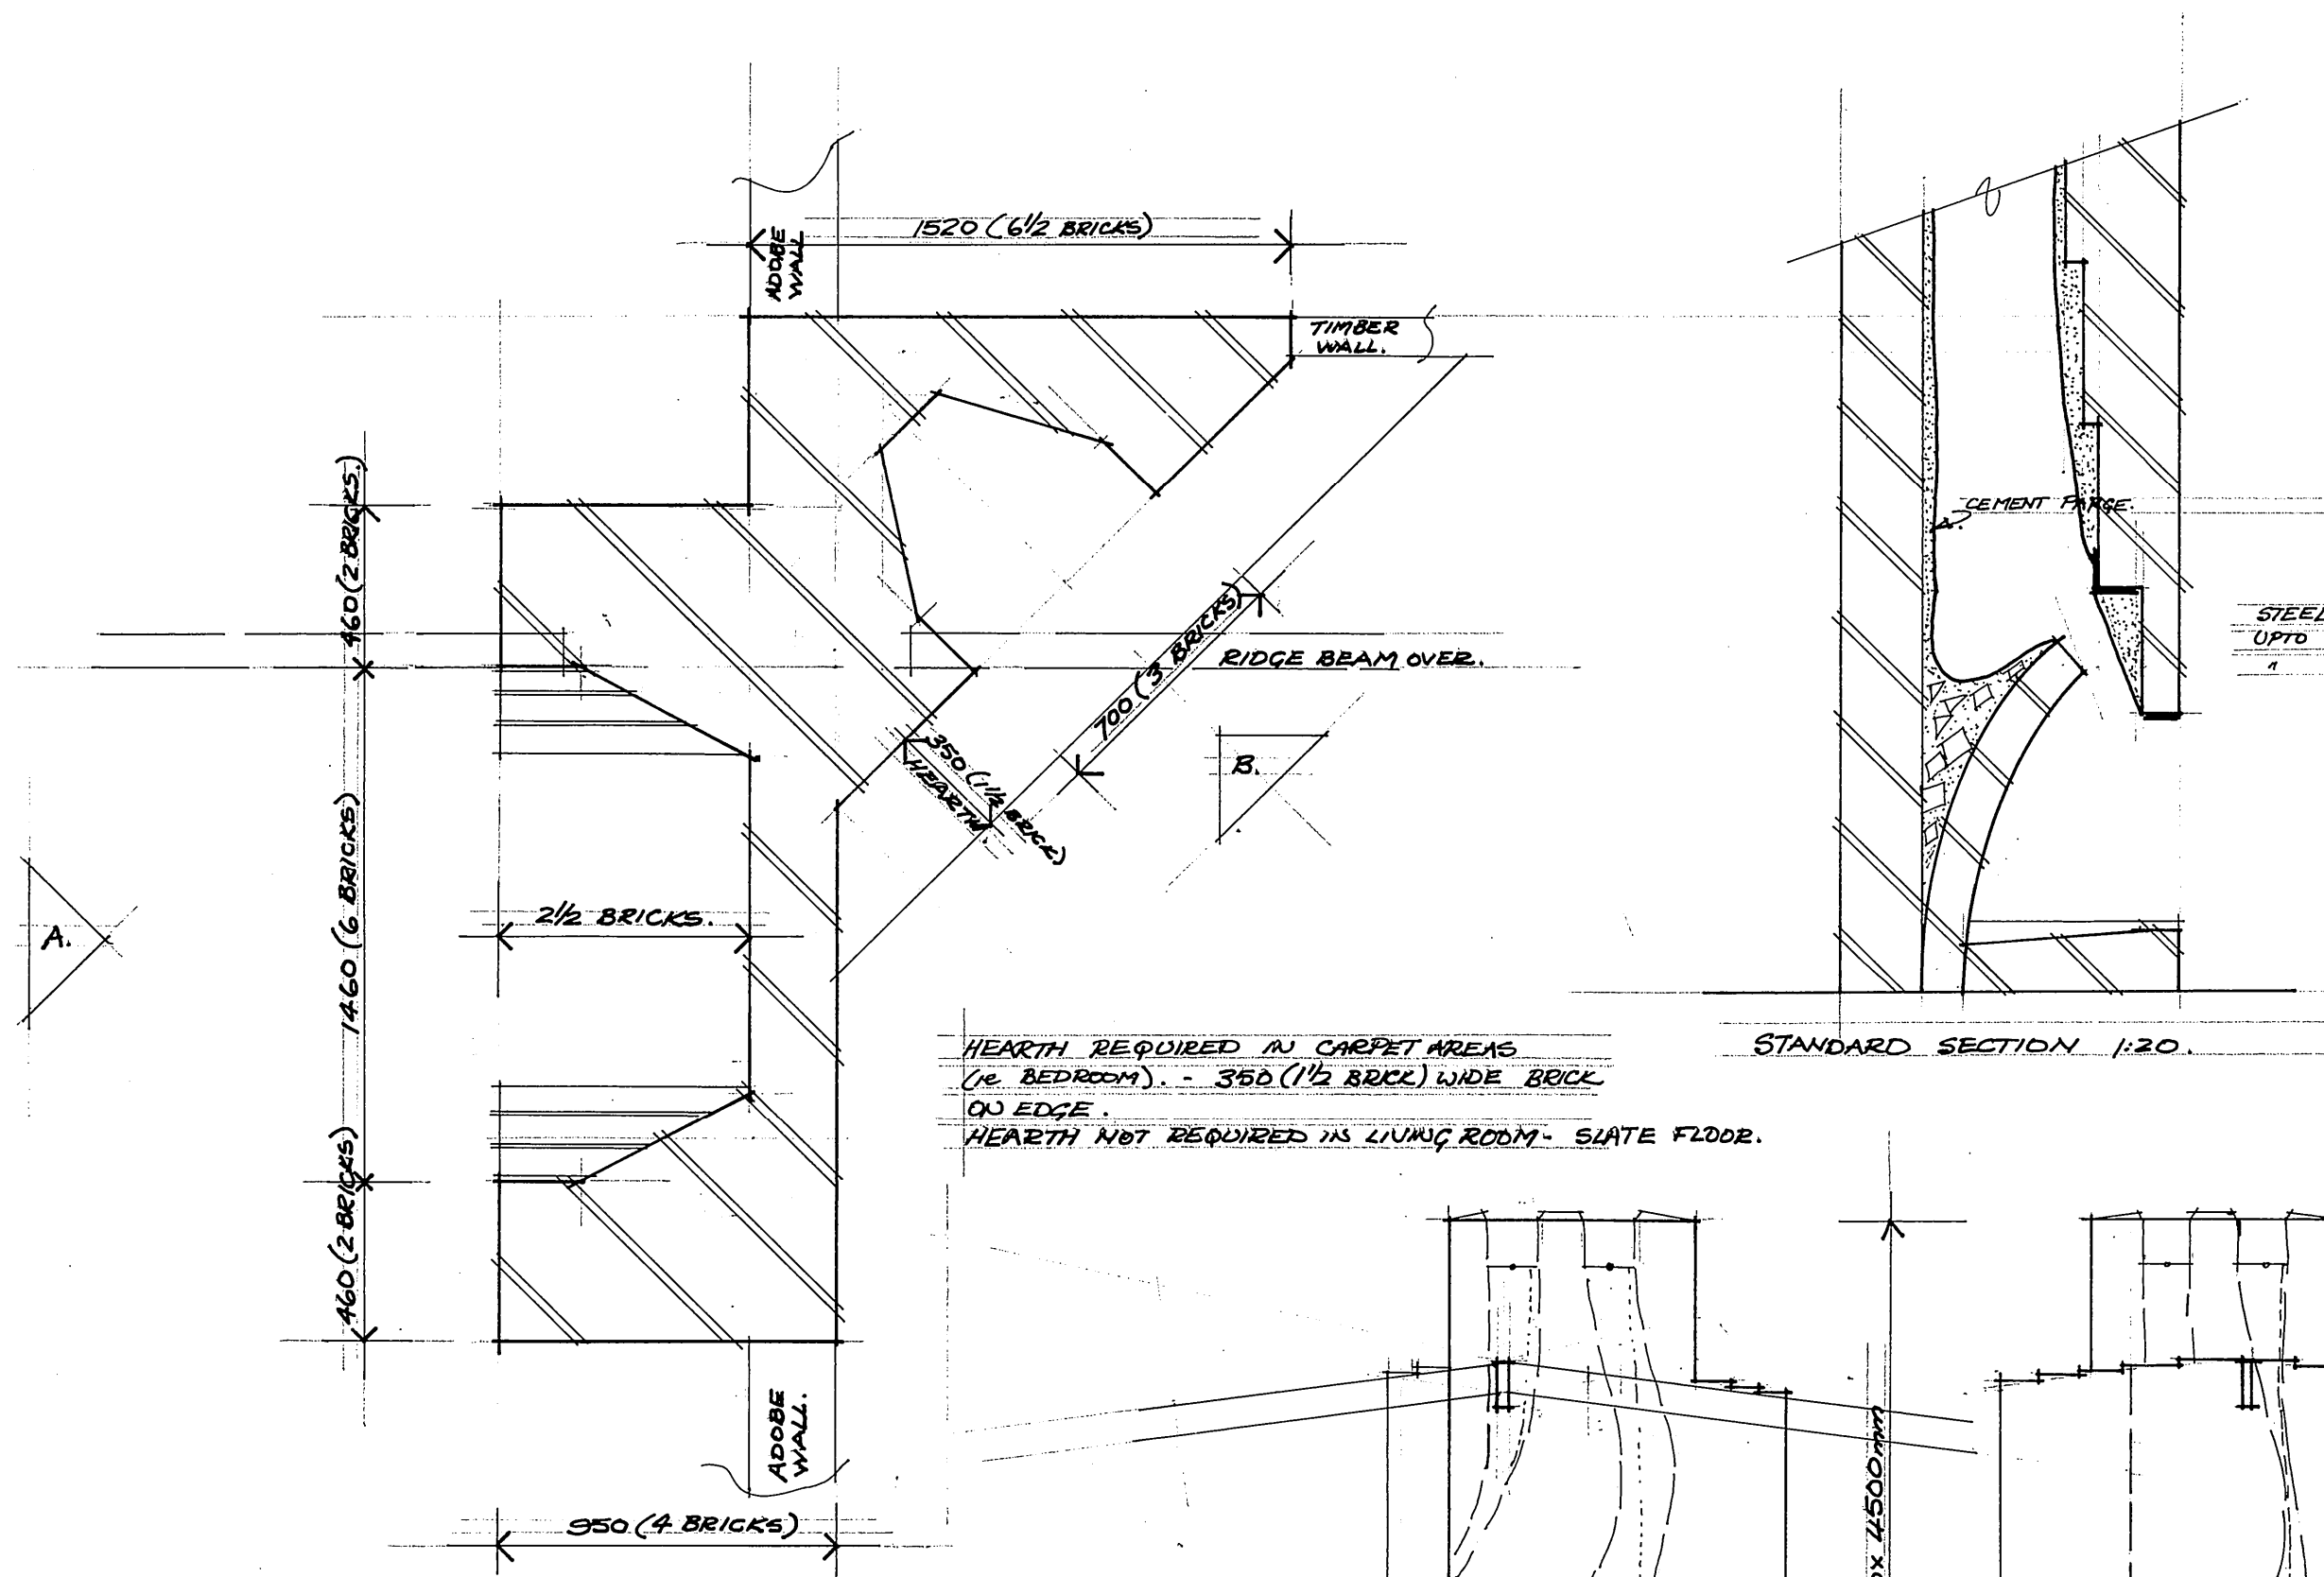 1520 (6½ BRICKS)
ADOBE
WALL
TIMBER
WALL.
460 (2 BRICKS.)
CEMENT PARGE.
STEEL
UPTO
RIDGE BEAM OVER.
700 (3 BRICKS)
350 (1½ BRICK)
HEARTH
B.
A.
1460 (6 BRICKS)
2½ BRICKS.
HEARTH REQUIRED IN CARPET AREAS
(ie BEDROOM). - 350 (1½ BRICK) WIDE BRICK
ON EDGE.
HEARTH NOT REQUIRED IN LIVING ROOM - SLATE FLOOR.
STANDARD SECTION 1:20.
460 (2 BRICKS)
ADOBE
WALL.
4500mm
950 (4 BRICKS)